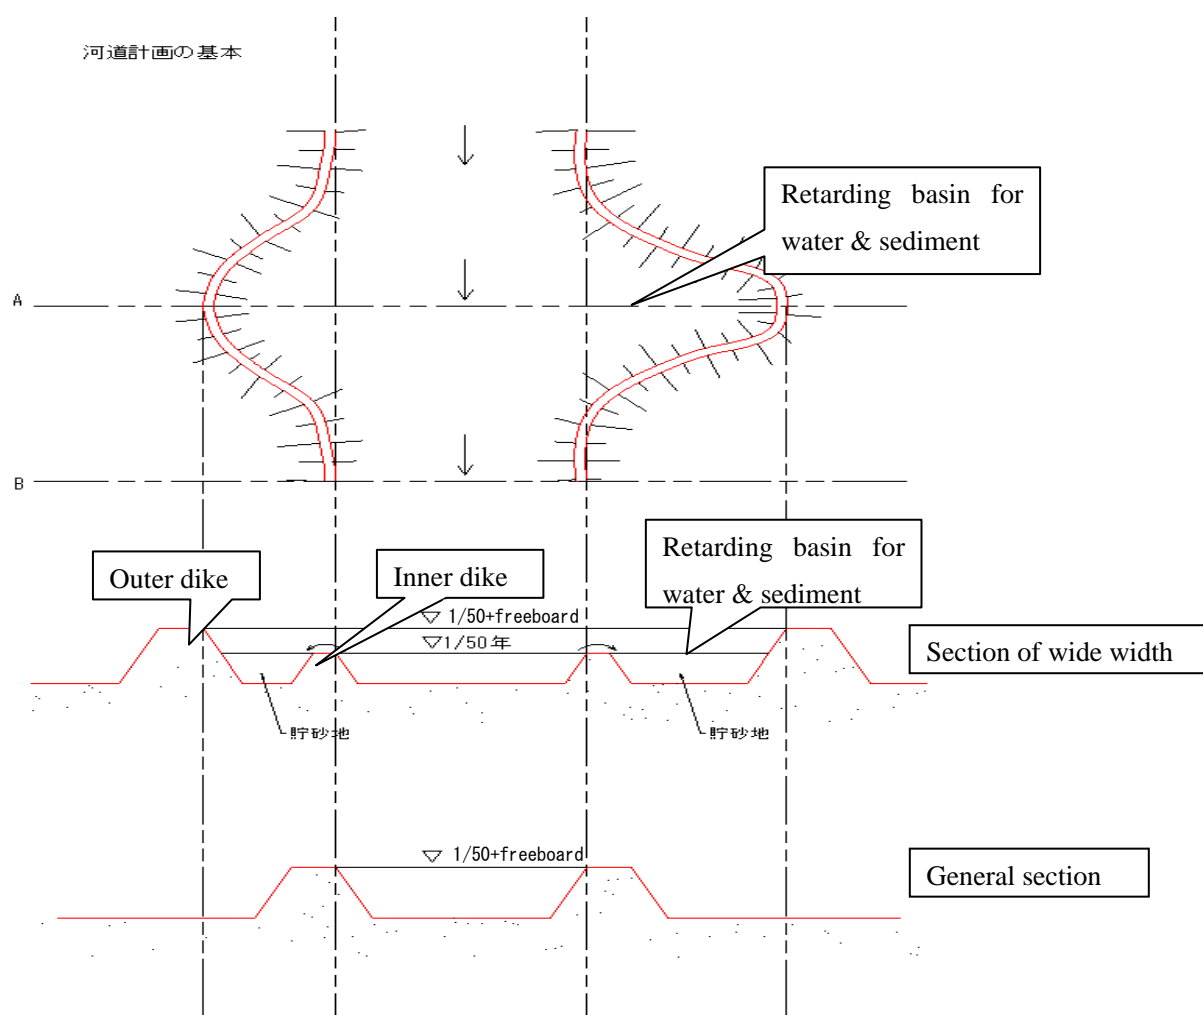 河道計画の基本
Retarding basin for
water & sediment
A
B
Outer dike
Inner dike
Retarding basin for
water & sediment
▽ 1/50+freeboard
▽1/50年
Section of wide width
貯砂地
貯砂地
▽ 1/50+freeboard
General section